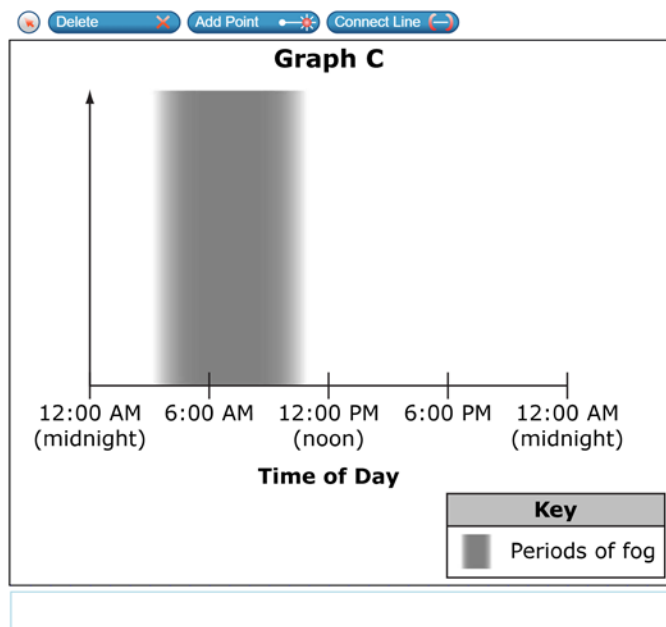 Delete Add Point Connect Line
Graph C
12:00 AM 6:00 AM 12:00 PM 6:00 PM 12:00 AM
(midnight) (noon) (midnight)
Time of Day
Key
Periods of fog